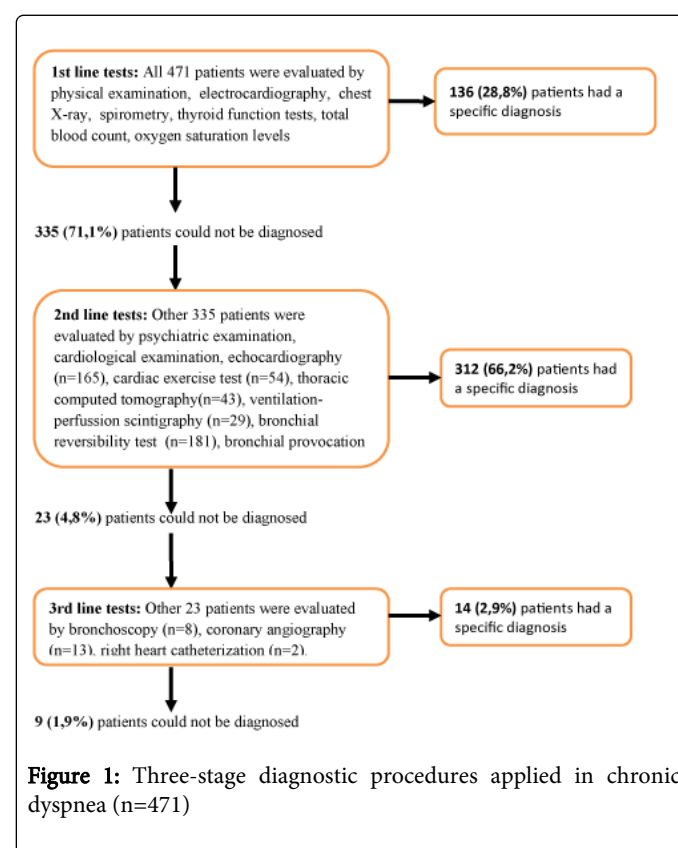 1st line tests: All 471 patients were evaluated by
physical examination, electrocardiography, chest
X-ray, spirometry, thyroid function tests, total
blood count, oxygen saturation levels
136 (28,8%) patients had a
specific diagnosis
335 (71,1%) patients could not be diagnosed
2nd line tests: Other 335 patients were
evaluated by psychiatric examination,
cardiological examination, echocardiography
(n=165), cardiac exercise test (n=54), thoracic
computed tomography(n=43), ventilation-
perfussion scintigraphy (n=29), bronchial
reversibility test (n=181), bronchial provocation
312 (66,2%) patients had
a specific diagnosis
23 (4,8%) patients could not be diagnosed
3rd line tests: Other 23 patients were evaluated
by bronchoscopy (n=8), coronary angiography
(n=13), right heart catheterization (n=2).
14 (2,9%) patients had a
specific diagnosis
9 (1,9%) patients could not be diagnosed
Figure 1: Three-stage diagnostic procedures applied in chronic
dyspnea (n=471)